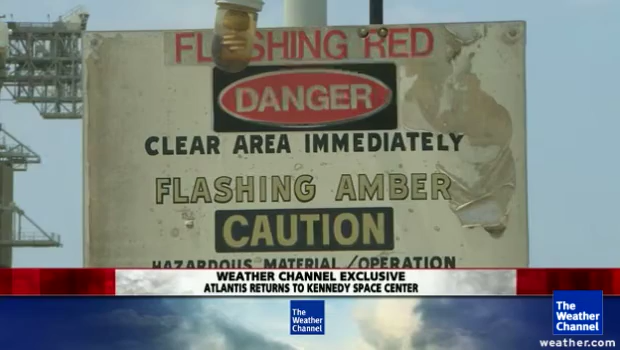 FLASHING RED
DANGER
CLEAR AREA IMMEDIATELY
FLASHING AMBER
CAUTION
HAZARDOUS MATERIAL/OPERATION
WEATHER CHANNEL EXCLUSIVE
ATLANTIS RETURNS TO KENNEDY SPACE CENTER
The
Weather
Channel
The
Weather
Channel
weather.com